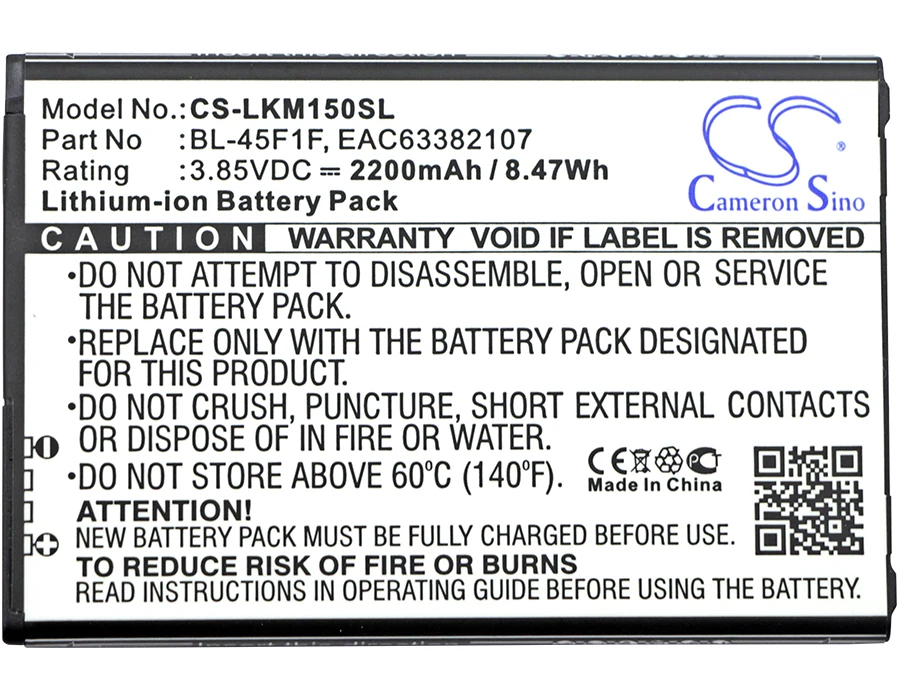 Insert this direction
Model No.: CS-LKM150SL
Part No : BL-45F1F, EAC63382107
Rating : 3.85VDC ⎓ 2200mAh / 8.47Wh
Lithium-ion Battery Pack
CS ®
Cameron Sino
CAUTION WARRANTY VOID IF LABEL IS REMOVED
•DO NOT ATTEMPT TO DISASSEMBLE, OPEN OR SERVICE
THE BATTERY PACK.
•REPLACE ONLY WITH THE BATTERY PACK DESIGNATED
FOR THIS PRODUCT.
•DO NOT CRUSH, PUNCTURE, SHORT EXTERNAL CONTACTS
OR DISPOSE OF IN FIRE OR WATER.
•DO NOT STORE ABOVE 60°C (140°F).
CE
Made In China
ATTENTION!
NEW BATTERY PACK MUST BE FULLY CHARGED BEFORE USE.
TO REDUCE RISK OF FIRE OR BURNS
READ INSTRUCTIONS IN OPERATING GUIDE BEFORE USING THE BATTERY.